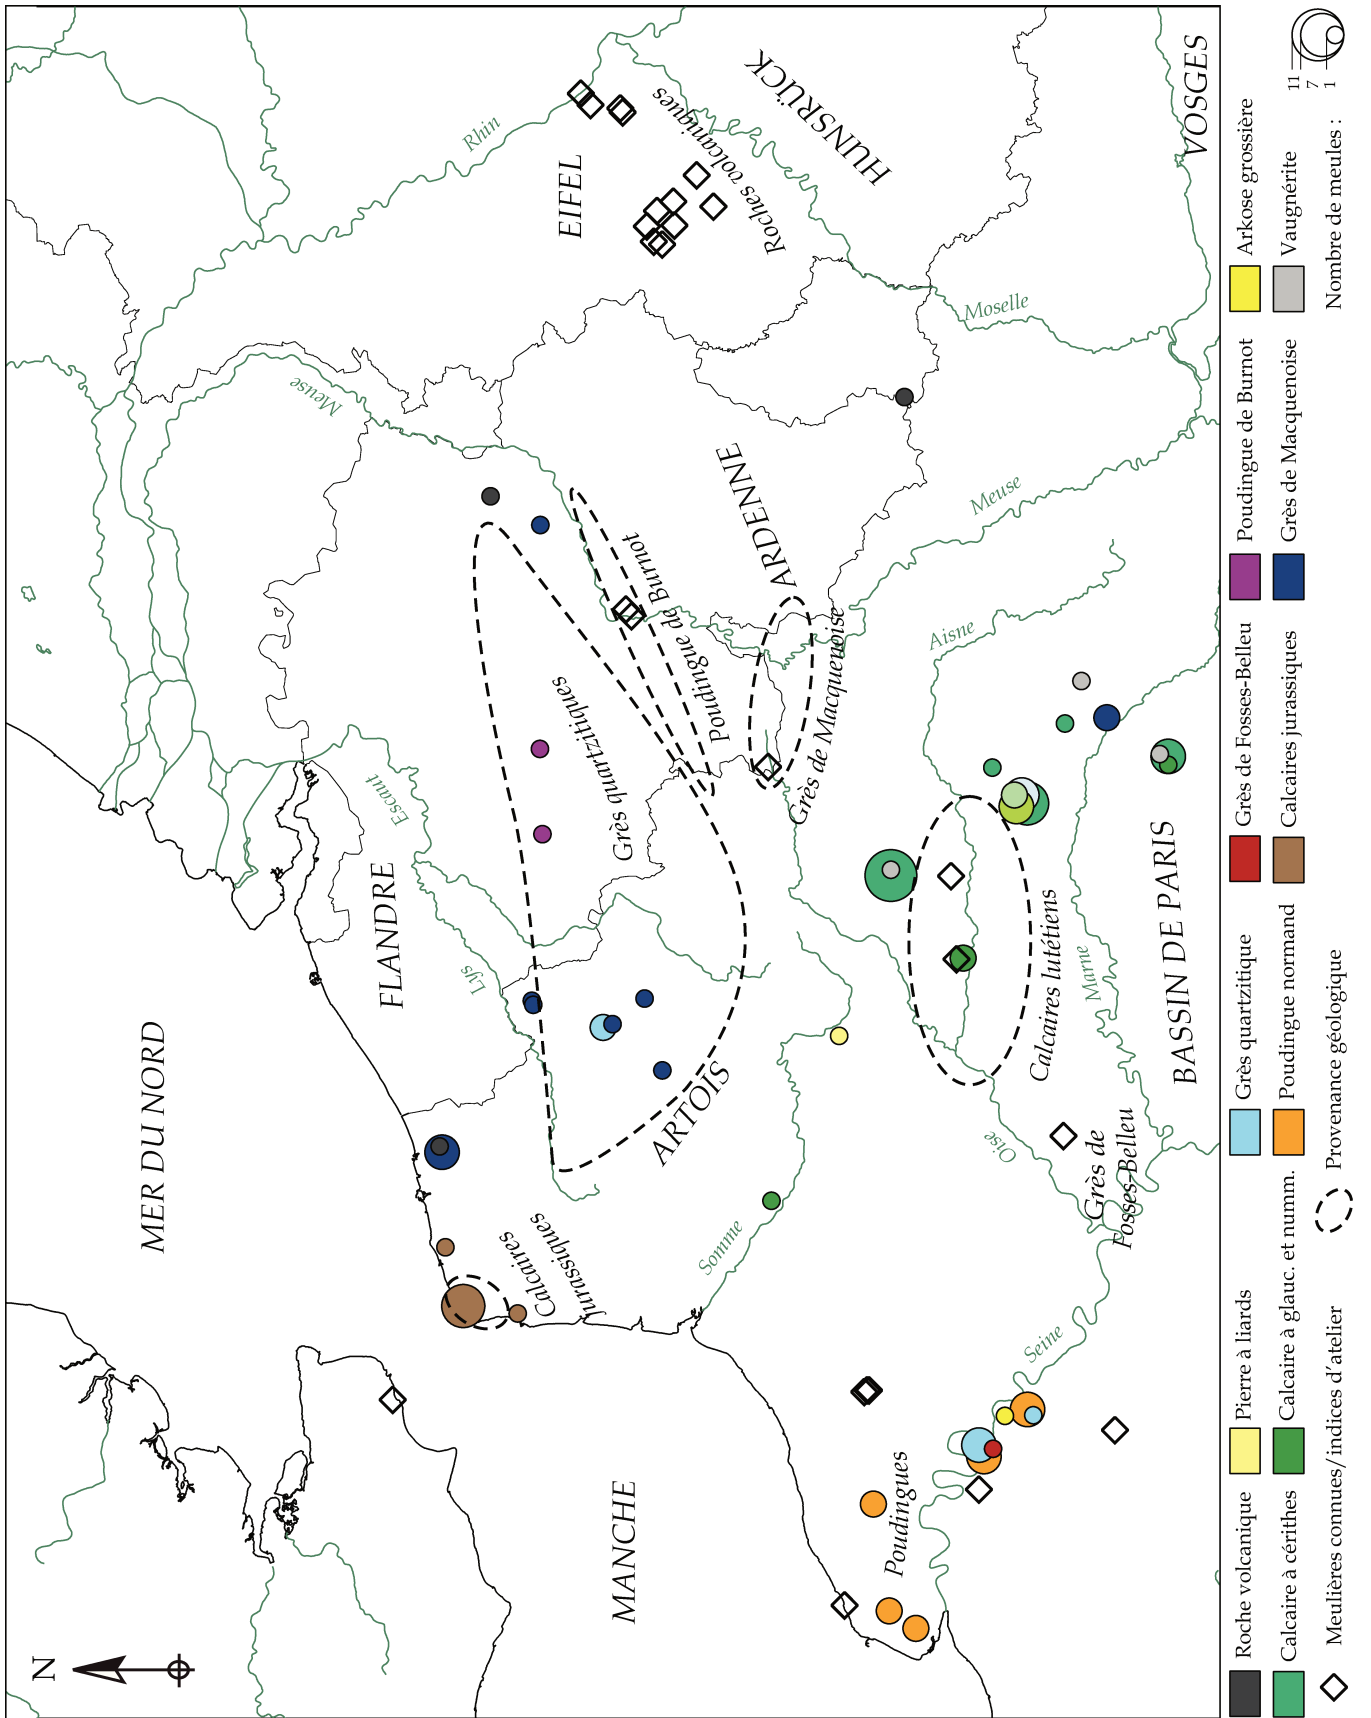 N
MER DU NORD
MANCHE
FLANDRE
ARTOIS
EIFEL
HUNSRÜCK
ARDENNE
VOSGES
BASSIN DE PARIS
Rhin
Meuse
Escaut
Lys
Moselle
Meuse
Aisne
Marne
Oise
Somme
Seine
Roches volcaniques
Grès quartzitiques
Poudingue de Burnot
Grès de Macquenoise
Calcaires
jurassiques
Calcaires lutétiens
Grès de
Fosses-Belleu
Poudingues
Roche volcanique
Pierre à liards
Grès quartzitique
Grès de Fosses-Belleu
Poudingue de Burnot
Arkose grossière
Calcaire à cérithes
Calcaire à glauc. et numm.
Poudingue normand
Calcaires jurassiques
Grès de Macquenoise
Vaugnérite
Meulières connues/indices d'atelier
Provenance géologique
Nombre de meules :
11
7
1